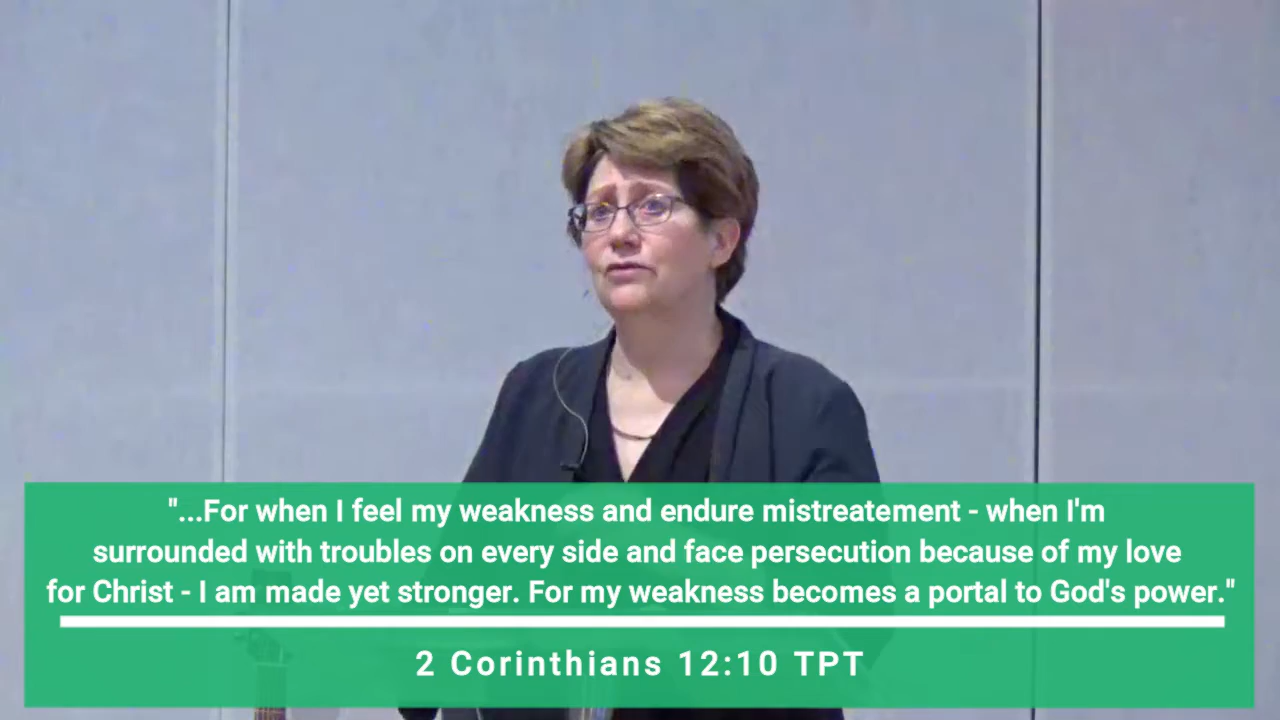 "...For when I feel my weakness and endure mistreatement - when I'm
surrounded with troubles on every side and face persecution because of my love
for Christ - I am made yet stronger. For my weakness becomes a portal to God's power."
2 Corinthians 12:10 TPT